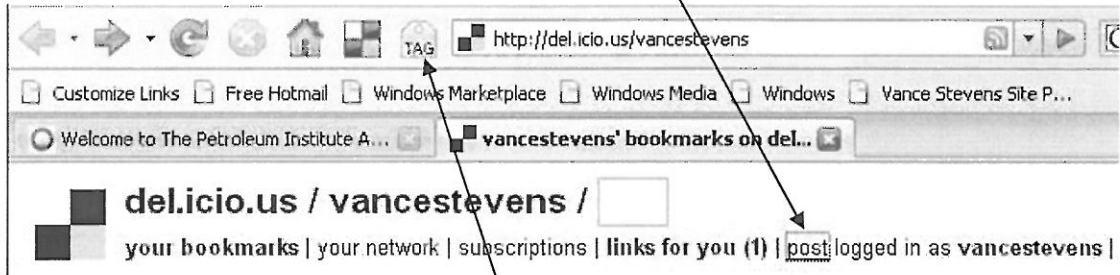 TAG http://del.icio.us/vancestevens
Customize Links Free Hotmail Windows Marketplace Windows Media Windows Vance Stevens Site P...
Welcome to The Petroleum Institute A... vancestevens' bookmarks on del...
del.icio.us / vancestevens /
your bookmarks | your network | subscriptions | links for you (1) | post logged in as vancestevens |